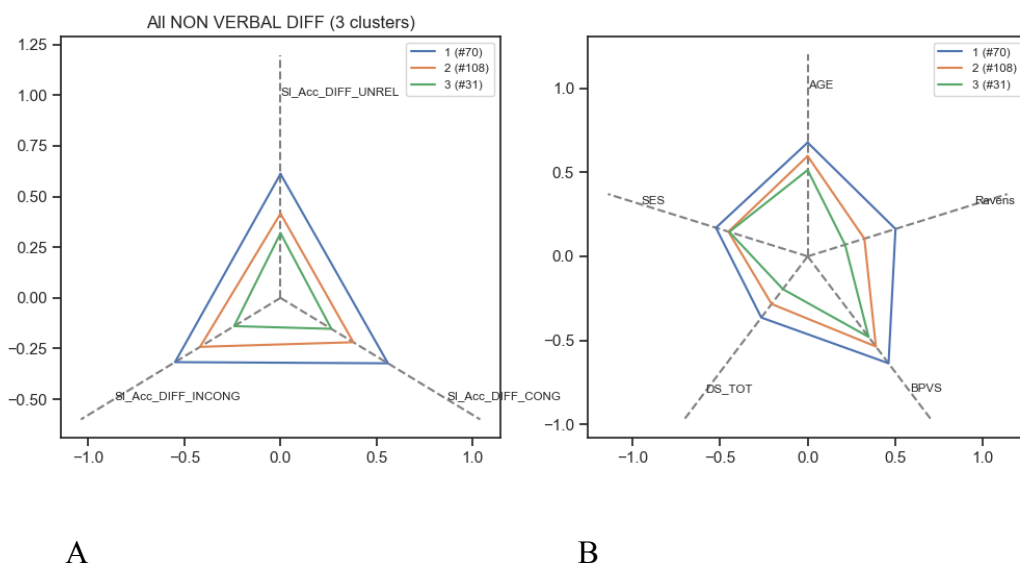 All NON VERBAL DIFF (3 clusters)
1.25
1.00
0.75
0.50
0.25
0.00
−0.25
−0.50
−1.0
−0.5
0.0
0.5
1.0
1 (#70)
2 (#108)
3 (#31)
SI_Acc_DIFF_UNREL
SI_Acc_DIFF_INCONG
SI_Acc_DIFF_CONG
A
1.0
0.5
0.0
−0.5
−1.0
−1.0
−0.5
0.0
0.5
1.0
1 (#70)
2 (#108)
3 (#31)
AGE
SES
Ravens
DS_TOT
BPVS
B